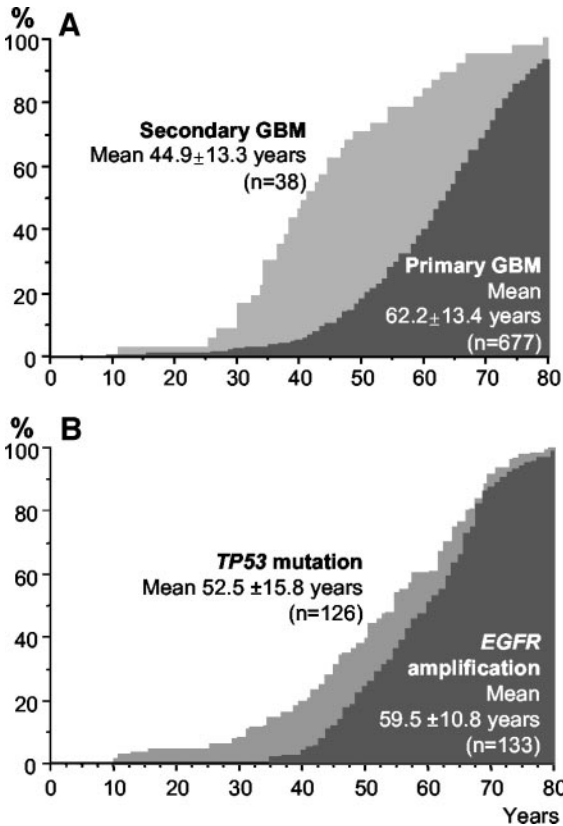 %
A
100
80
60
40
20
0
Secondary GBM
Mean 44.9±13.3 years
(n=38)
Primary GBM
Mean
62.2±13.4 years
(n=677)
0 10 20 30 40 50 60 70 80
%
B
100
80
60
40
20
0
TP53 mutation
Mean 52.5 ±15.8 years
(n=126)
EGFR
amplification
Mean
59.5 ±10.8 years
(n=133)
0 10 20 30 40 50 60 70 80
Years